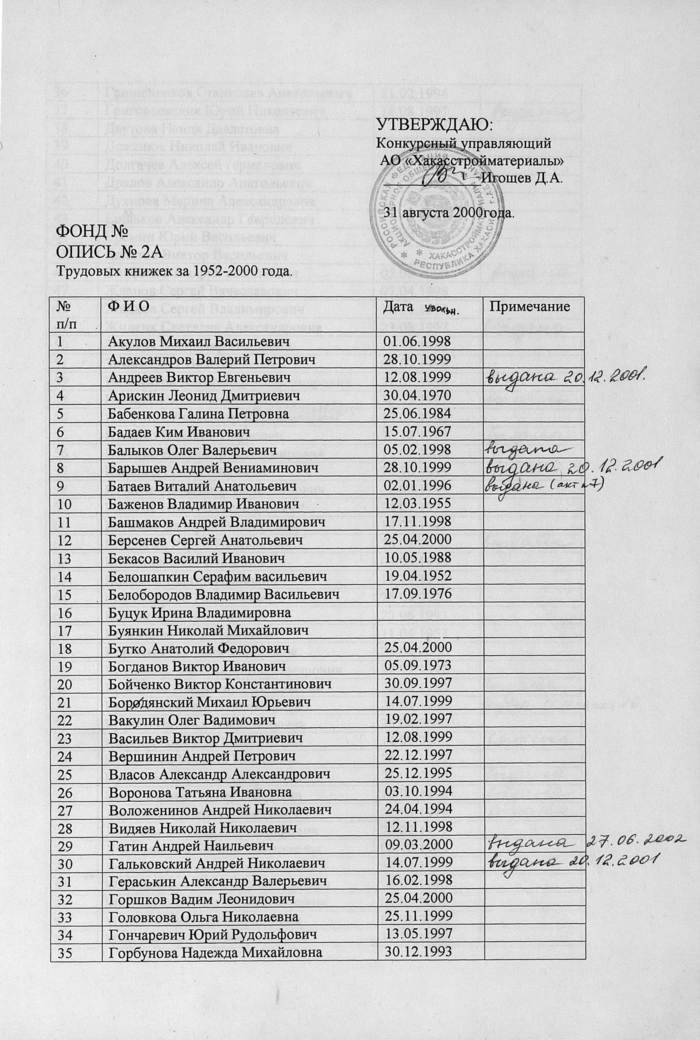 УТВЕРЖДАЮ:
Конкурсный управляющий
АО «Хакасстройматериалы»
Игошев Д.А.
31 августа 2000года.
ФОНД №
ОПИСЬ № 2А
Трудовых книжек за 1952-2000 года.
№ п/п Ф И О Дата увольн. Примечание
1 Акулов Михаил Васильевич 01.06.1998
2 Александров Валерий Петрович 28.10.1999
3 Андреев Виктор Евгеньевич 12.08.1999 выдана 20.12.2001.
4 Арискин Леонид Дмитриевич 30.04.1970
5 Бабенкова Галина Петровна 25.06.1984
6 Бадаев Ким Иванович 15.07.1967
7 Балыков Олег Валерьевич 05.02.1998 выдана
8 Барышев Андрей Вениаминович 28.10.1999 выдана 20.12.2001
9 Батаев Виталий Анатольевич 02.01.1996 выдана (акт №7)
10 Баженов Владимир Иванович 12.03.1955
11 Башмаков Андрей Владимирович 17.11.1998
12 Берсенев Сергей Анатольевич 25.04.2000
13 Бекасов Василий Иванович 10.05.1988
14 Белошапкин Серафим васильевич 19.04.1952
15 Белобородов Владимир Васильевич 17.09.1976
16 Буцук Ирина Владимировна
17 Буянкин Николай Михайлович
18 Бутко Анатолий Федорович 25.04.2000
19 Богданов Виктор Иванович 05.09.1973
20 Бойченко Виктор Константинович 30.09.1997
21 Бородянский Михаил Юрьевич 14.07.1999
22 Вакулин Олег Вадимович 19.02.1997
23 Васильев Виктор Дмитриевич 12.08.1999
24 Вершинин Андрей Петрович 22.12.1997
25 Власов Александр Александрович 25.12.1995
26 Воронова Татьяна Ивановна 03.10.1994
27 Воложенинов Андрей Николаевич 24.04.1994
28 Видяев Николай Николаевич 12.11.1998
29 Гатин Андрей Наильевич 09.03.2000 выдана 27.06.2002
30 Гальковский Андрей Николаевич 14.07.1999 выдана 20.12.2001
31 Гераськин Александр Валерьевич 16.02.1998
32 Горшков Вадим Леонидович 25.04.2000
33 Головкова Ольга Николаевна 25.11.1999
34 Гончаревич Юрий Рудольфович 13.05.1997
35 Горбунова Надежда Михайловна 30.12.1993